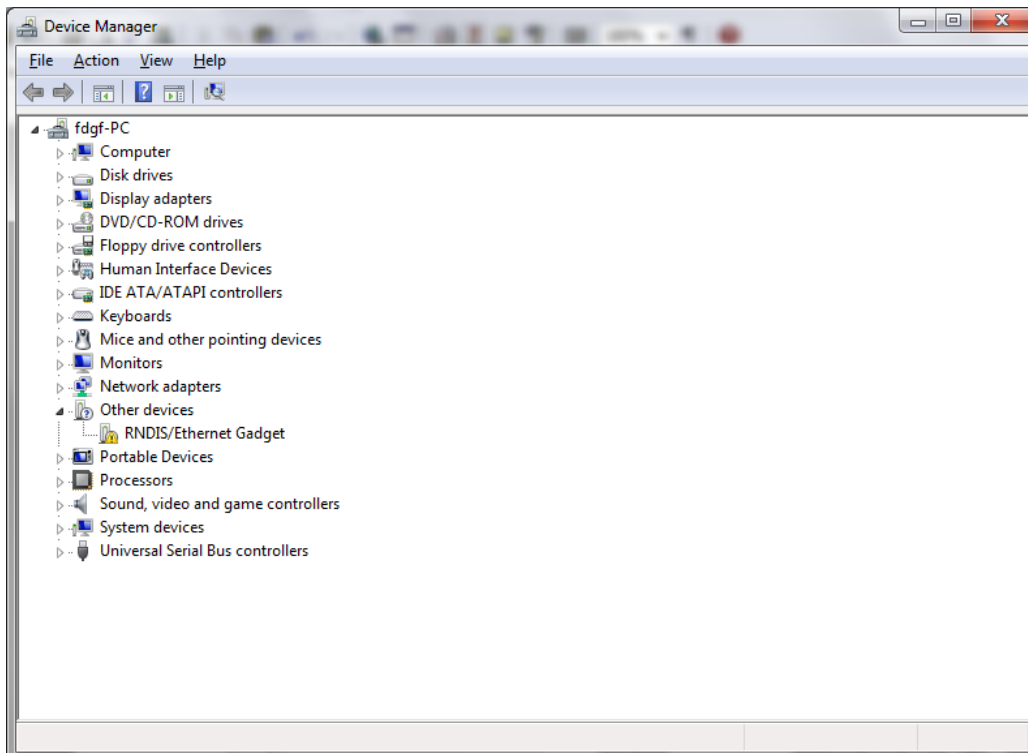 Device Manager
File Action View Help
fdgf-PC
Computer
Disk drives
Display adapters
DVD/CD-ROM drives
Floppy drive controllers
Human Interface Devices
IDE ATA/ATAPI controllers
Keyboards
Mice and other pointing devices
Monitors
Network adapters
Other devices
RNDIS/Ethernet Gadget
Portable Devices
Processors
Sound, video and game controllers
System devices
Universal Serial Bus controllers